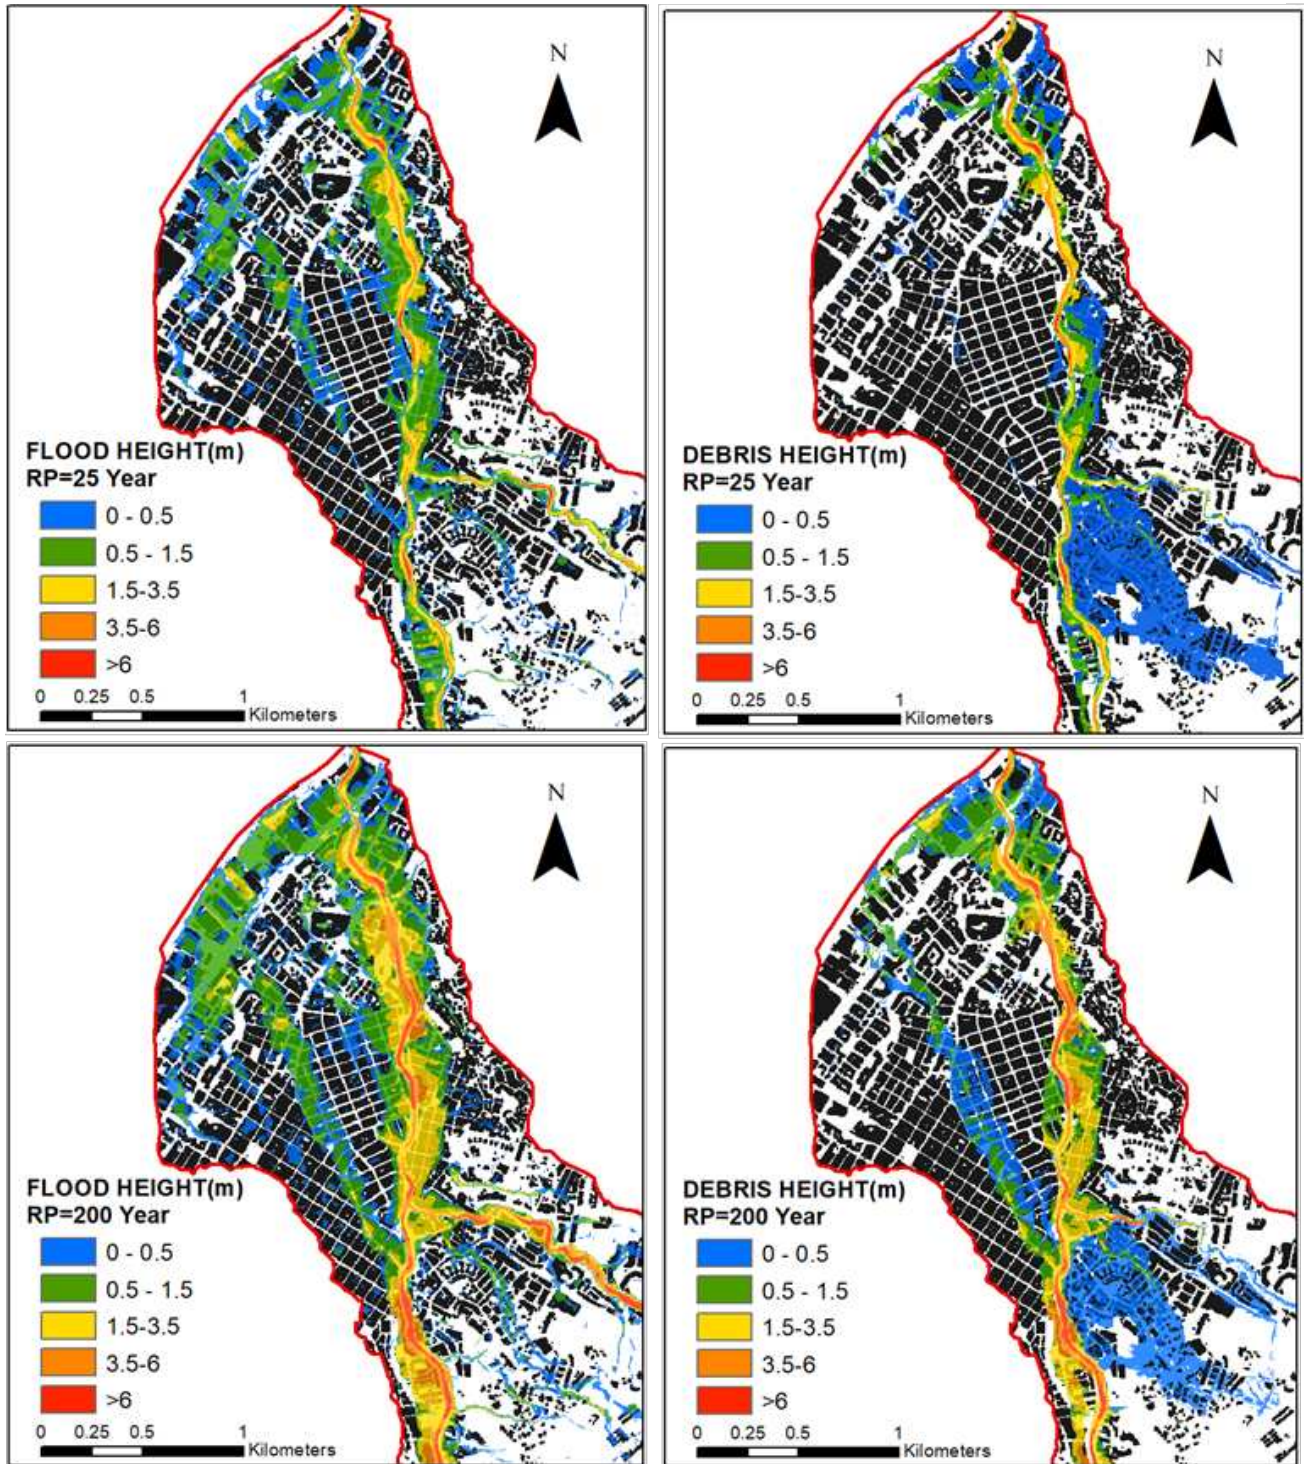 N
FLOOD HEIGHT(m)
RP=25 Year
0 - 0.5
0.5 - 1.5
1.5-3.5
3.5-6
>6
0 0.25 0.5 1
Kilometers
N
DEBRIS HEIGHT(m)
RP=25 Year
0 - 0.5
0.5 - 1.5
1.5-3.5
3.5-6
>6
0 0.25 0.5 1
Kilometers
N
FLOOD HEIGHT(m)
RP=200 Year
0 - 0.5
0.5 - 1.5
1.5-3.5
3.5-6
>6
0 0.25 0.5 1
Kilometers
N
DEBRIS HEIGHT(m)
RP=200 Year
0 - 0.5
0.5 - 1.5
1.5-3.5
3.5-6
>6
0 0.25 0.5 1
Kilometers